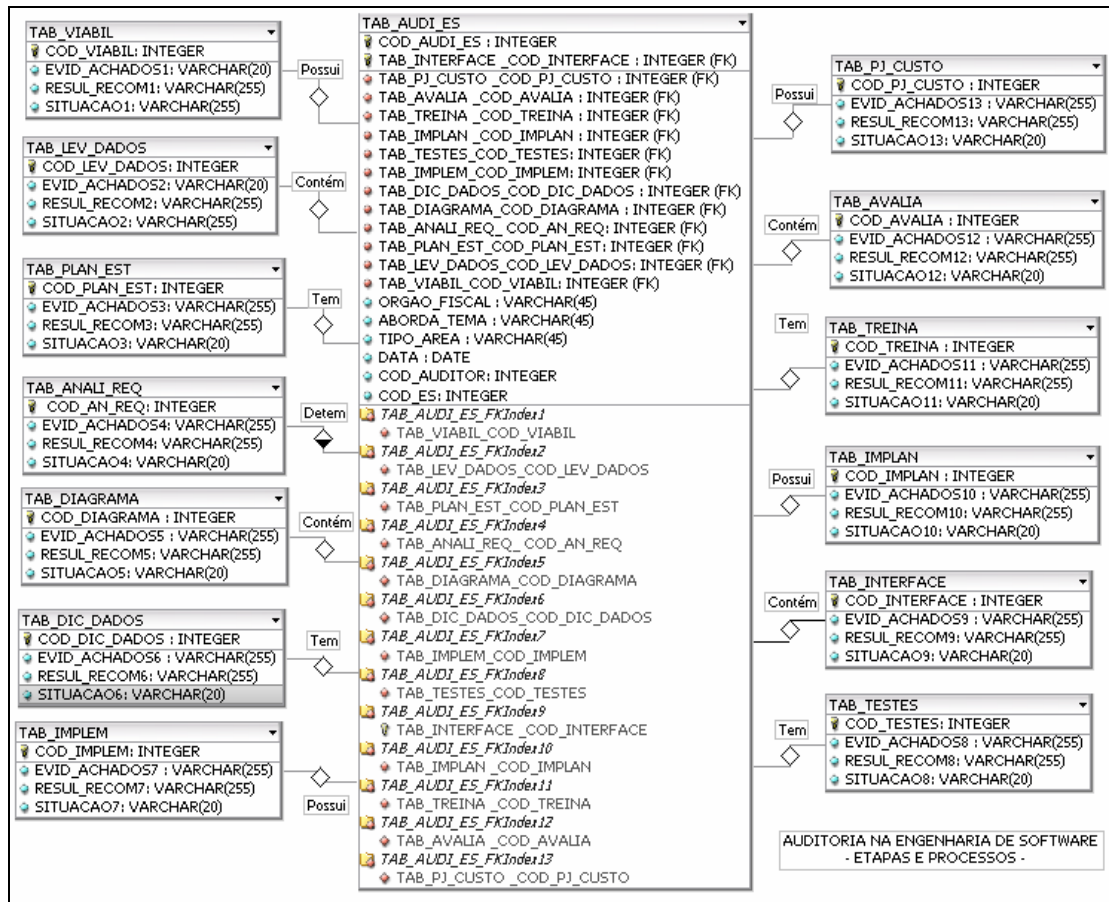 TAB_VIABIL
COD_VIABIL: INTEGER
EVID_ACHADOS1: VARCHAR(20)
RESUL_RECOM1: VARCHAR(255)
SITUACAO1: VARCHAR(255)
Possui
TAB_LEV_DADOS
COD_LEV_DADOS: INTEGER
EVID_ACHADOS2: VARCHAR(20)
RESUL_RECOM2: VARCHAR(255)
SITUACAO2: VARCHAR(255)
Contém
TAB_PLAN_EST
COD_PLAN_EST: INTEGER
EVID_ACHADOS3: VARCHAR(255)
RESUL_RECOM3: VARCHAR(255)
SITUACAO3: VARCHAR(20)
Tem
TAB_ANALI_REQ
COD_AN_REQ: INTEGER
EVID_ACHADOS4: VARCHAR(255)
RESUL_RECOM4: VARCHAR(255)
SITUACAO4: VARCHAR(20)
Detem
TAB_DIAGRAMA
COD_DIAGRAMA : INTEGER
EVID_ACHADOS5 : VARCHAR(255)
RESUL_RECOM5: VARCHAR(255)
SITUACAO5: VARCHAR(20)
Contém
TAB_DIC_DADOS
COD_DIC_DADOS : INTEGER
EVID_ACHADOS6 : VARCHAR(255)
RESUL_RECOM6: VARCHAR(255)
SITUACAO6: VARCHAR(20)
Tem
TAB_IMPLEM
COD_IMPLEM: INTEGER
EVID_ACHADOS7 : VARCHAR(255)
RESUL_RECOM7: VARCHAR(255)
SITUACAO7: VARCHAR(20)
Possui
TAB_AUDI_ES
COD_AUDI_ES : INTEGER
TAB_INTERFACE _COD_INTERFACE : INTEGER (FK)
TAB_PJ_CUSTO _COD_PJ_CUSTO : INTEGER (FK)
TAB_AVALIA _COD_AVALIA : INTEGER (FK)
TAB_TREINA _COD_TREINA : INTEGER (FK)
TAB_IMPLAN _COD_IMPLAN : INTEGER (FK)
TAB_TESTES_COD_TESTES: INTEGER (FK)
TAB_IMPLEM_COD_IMPLEM: INTEGER (FK)
TAB_DIC_DADOS_COD_DIC_DADOS : INTEGER (FK)
TAB_DIAGRAMA_COD_DIAGRAMA : INTEGER (FK)
TAB_ANALI_REQ_ COD_AN_REQ: INTEGER (FK)
TAB_PLAN_EST_COD_PLAN_EST: INTEGER (FK)
TAB_LEV_DADOS_COD_LEV_DADOS: INTEGER (FK)
TAB_VIABIL_COD_VIABIL: INTEGER (FK)
ORGAO_FISCAL : VARCHAR(45)
ABORDA_TEMA : VARCHAR(45)
TIPO_AREA : VARCHAR(45)
DATA : DATE
COD_AUDITOR: INTEGER
COD_ES: INTEGER
TAB_AUDI_ES_FKIndex1
TAB_VIABIL_COD_VIABIL
TAB_AUDI_ES_FKIndex2
TAB_LEV_DADOS_COD_LEV_DADOS
TAB_AUDI_ES_FKIndex3
TAB_PLAN_EST_COD_PLAN_EST
TAB_AUDI_ES_FKIndex4
TAB_ANALI_REQ_ COD_AN_REQ
TAB_AUDI_ES_FKIndex5
TAB_DIAGRAMA_COD_DIAGRAMA
TAB_AUDI_ES_FKIndex6
TAB_DIC_DADOS_COD_DIC_DADOS
TAB_AUDI_ES_FKIndex7
TAB_IMPLEM_COD_IMPLEM
TAB_AUDI_ES_FKIndex8
TAB_TESTES_COD_TESTES
TAB_AUDI_ES_FKIndex9
TAB_INTERFACE _COD_INTERFACE
TAB_AUDI_ES_FKIndex10
TAB_IMPLAN _COD_IMPLAN
TAB_AUDI_ES_FKIndex11
TAB_TREINA _COD_TREINA
TAB_AUDI_ES_FKIndex12
TAB_AVALIA _COD_AVALIA
TAB_AUDI_ES_FKIndex13
TAB_PJ_CUSTO _COD_PJ_CUSTO
Possui
TAB_PJ_CUSTO
COD_PJ_CUSTO : INTEGER
EVID_ACHADOS13 : VARCHAR(255)
RESUL_RECOM13: VARCHAR(255)
SITUACAO13: VARCHAR(20)
Contém
TAB_AVALIA
COD_AVALIA : INTEGER
EVID_ACHADOS12 : VARCHAR(255)
RESUL_RECOM12: VARCHAR(255)
SITUACAO12: VARCHAR(20)
Tem
TAB_TREINA
COD_TREINA : INTEGER
EVID_ACHADOS11 : VARCHAR(255)
RESUL_RECOM11: VARCHAR(255)
SITUACAO11: VARCHAR(20)
Possui
TAB_IMPLAN
COD_IMPLAN : INTEGER
EVID_ACHADOS10 : VARCHAR(255)
RESUL_RECOM10: VARCHAR(255)
SITUACAO10: VARCHAR(20)
Contém
TAB_INTERFACE
COD_INTERFACE : INTEGER
EVID_ACHADOS9 : VARCHAR(255)
RESUL_RECOM9: VARCHAR(255)
SITUACAO9: VARCHAR(20)
Tem
TAB_TESTES
COD_TESTES: INTEGER
EVID_ACHADOS8 : VARCHAR(255)
RESUL_RECOM8: VARCHAR(255)
SITUACAO8: VARCHAR(20)
AUDITORIA NA ENGENHARIA DE SOFTWARE
- ETAPAS E PROCESSOS -